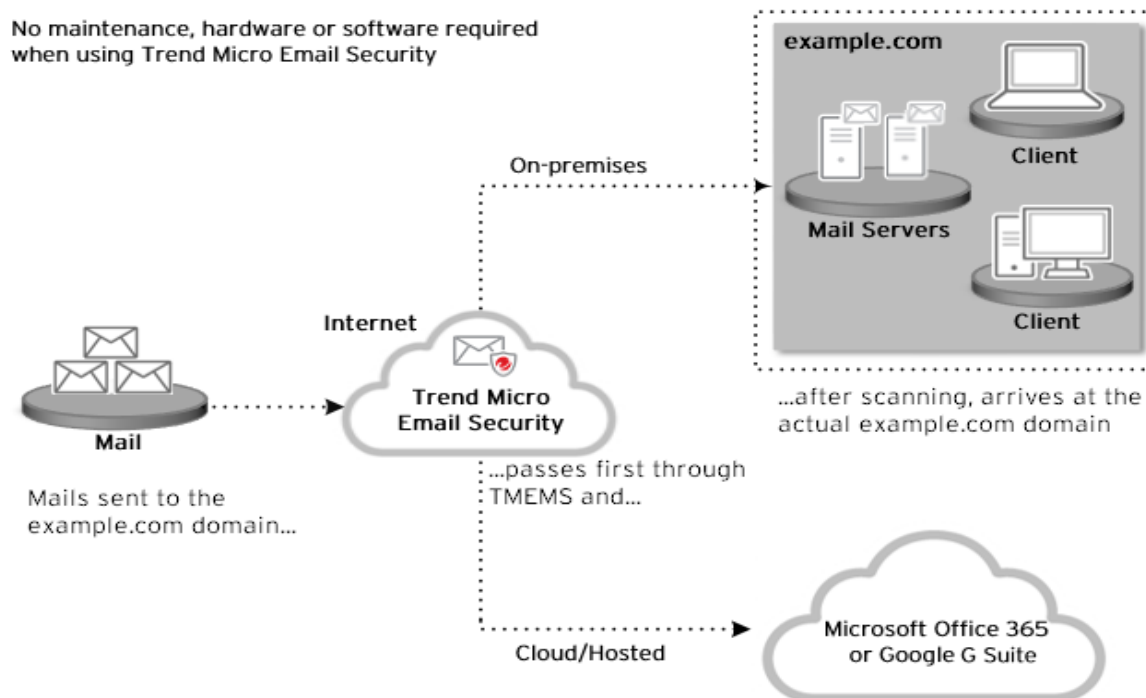 No maintenance, hardware or software required
when using Trend Micro Email Security
example.com
Client
On-premises
Mail Servers
Client
Internet
Trend Micro
Email Security
Mail
...after scanning, arrives at the
actual example.com domain
...passes first through
TMEMS and...
Mails sent to the
example.com domain...
Microsoft Office 365
or Google G Suite
Cloud/Hosted